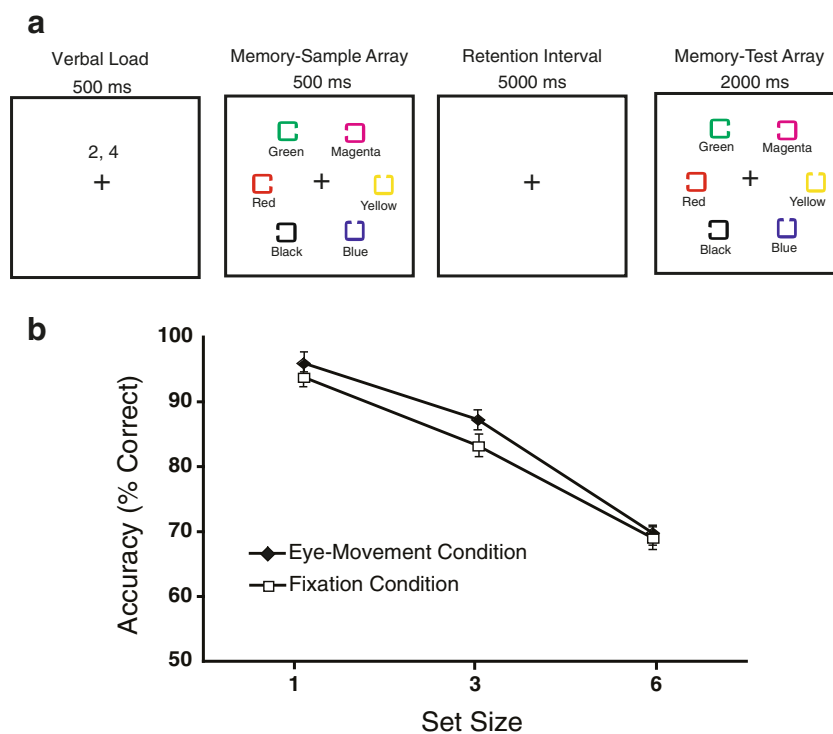 a
Verbal Load
500 ms
Memory-Sample Array
500 ms
Retention Interval
5000 ms
Memory-Test Array
2000 ms
2, 4
+
Green
Magenta
+
Red
Yellow
Black
Blue
+
Green
Magenta
+
Red
Yellow
Black
Blue
b
Accuracy (% Correct)
100
90
80
70
60
50
Eye-Movement Condition
Fixation Condition
1 3 6
Set Size